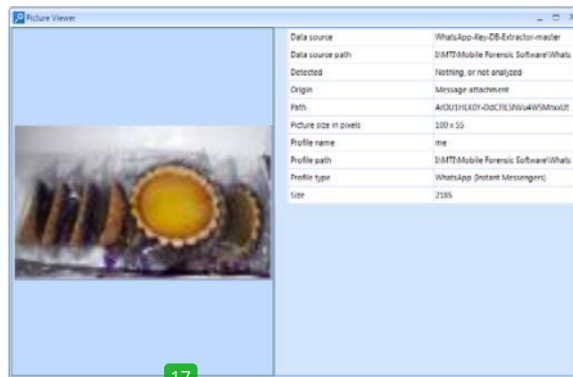 Picture Viewer
Data source WhatsApp-Key-DB-Extractor-master
Data source path I:\MTI\Mobile Forensic Software\Whats
Detected Nothing, or not analyzed
Origin Message attachment
Path
Picture size in pixels 100 x 55
Profile name me
Profile path I:\MTI\Mobile Forensic Software\Whats
Profile type WhatsApp (Instant Messengers)
Size 2185
17